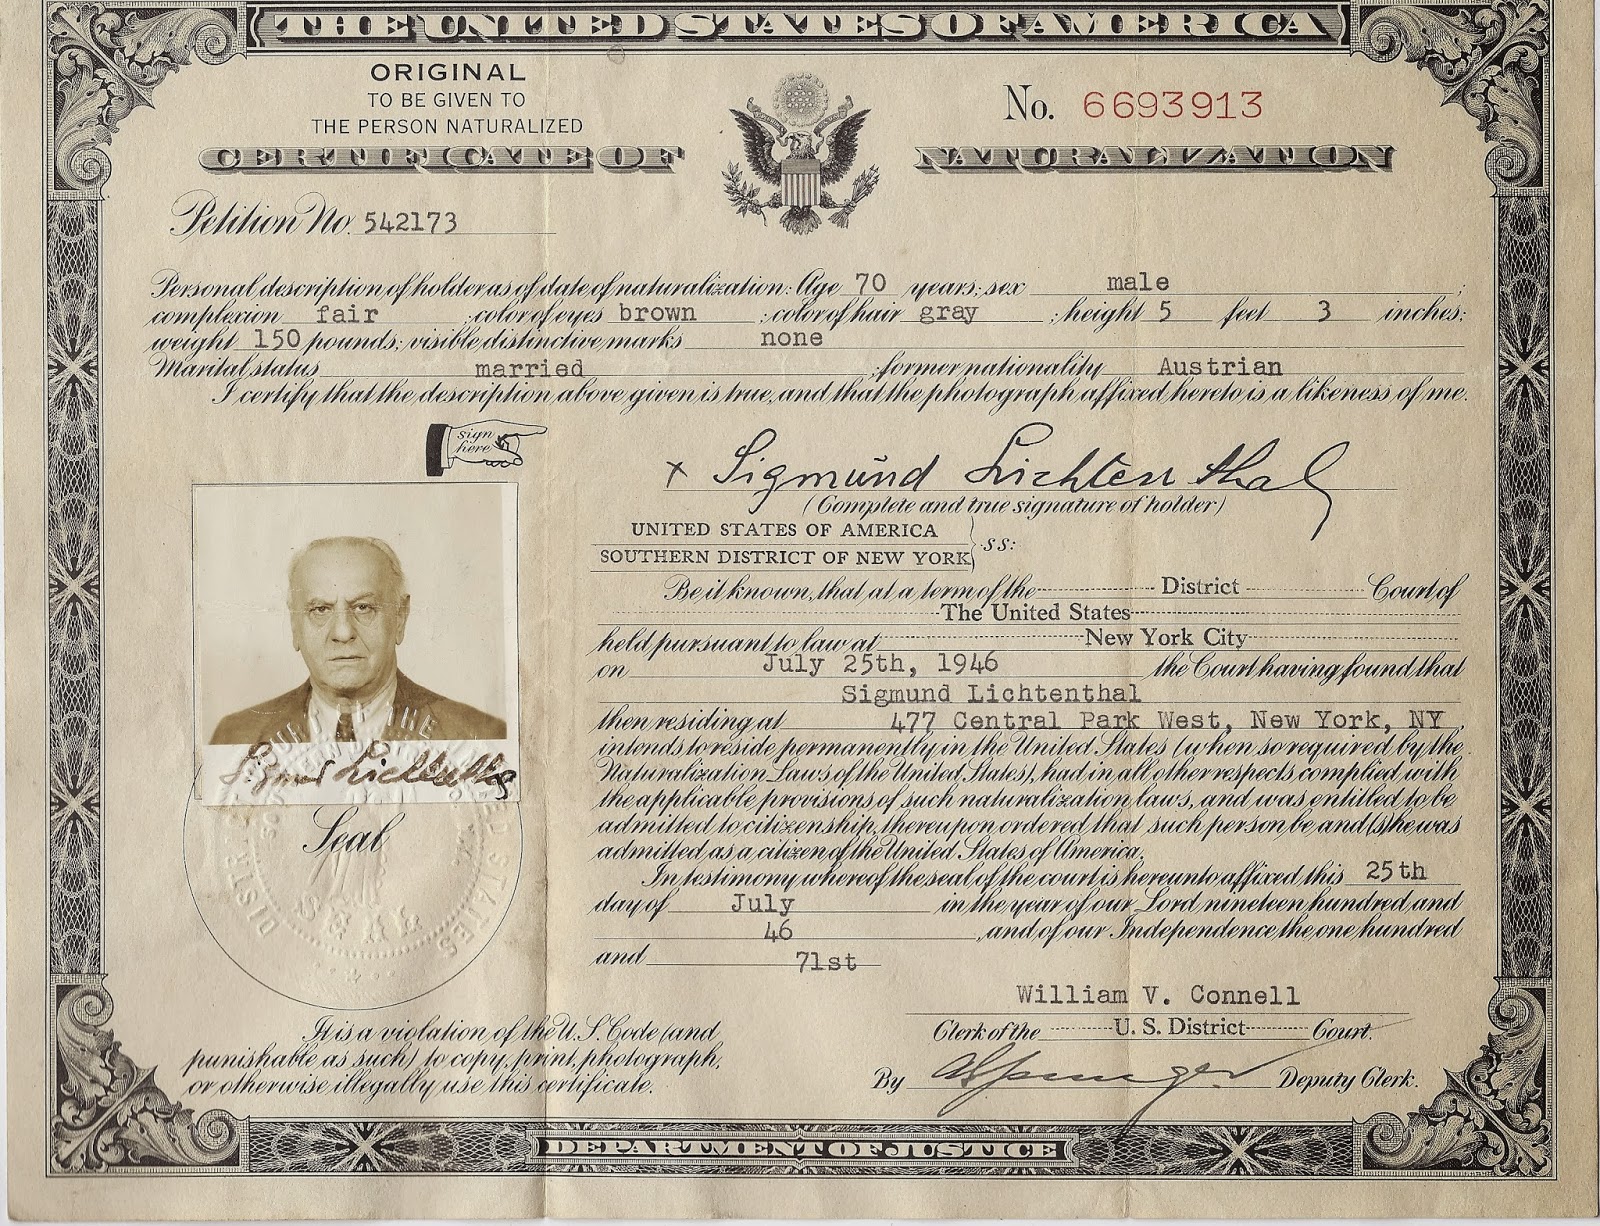 THE UNITED STATES OF AMERICA
ORIGINAL
TO BE GIVEN TO
THE PERSON NATURALIZED
No. 6693913
CERTIFICATE OF NATURALIZATION
Petition No. 542173
Personal description of holder as of date of naturalization: Age 70 years; sex male ;
complexion fair ; color of eyes brown ; color of hair gray ; height 5 feet 3 inches;
weight 150 pounds; visible distinctive marks none
Marital status married ; former nationality Austrian
I certify that the description above given is true, and that the photograph affixed hereto is a likeness of me.
sign
here
x Sigmund Lichtenthal
(Complete and true signature of holder)
UNITED STATES OF AMERICA
SOUTHERN DISTRICT OF NEW YORK } ss:
Be it known, that at a term of the District Court of
The United States
held pursuant to law at New York City
on July 25th, 1946 the Court having found that
Sigmund Lichtenthal
then residing at 477 Central Park West, New York, NY,
intends to reside permanently in the United States (when so required by the
Naturalization Laws of the United States), had in all other respects complied with
the applicable provisions of such naturalization laws, and was entitled to be
admitted to citizenship, thereupon ordered that such person be and (s)he was
admitted as a citizen of the United States of America.
In testimony whereof the seal of the court is hereunto affixed this 25th
day of July in the year of our Lord nineteen hundred and
46 , and of our Independence the one hundred
and 71st
Seal
William V. Connell
Clerk of the U. S. District Court.
By Deputy Clerk.
It is a violation of the U.S. Code (and
punishable as such) to copy, print, photograph,
or otherwise illegally use this certificate.
DEPARTMENT OF JUSTICE